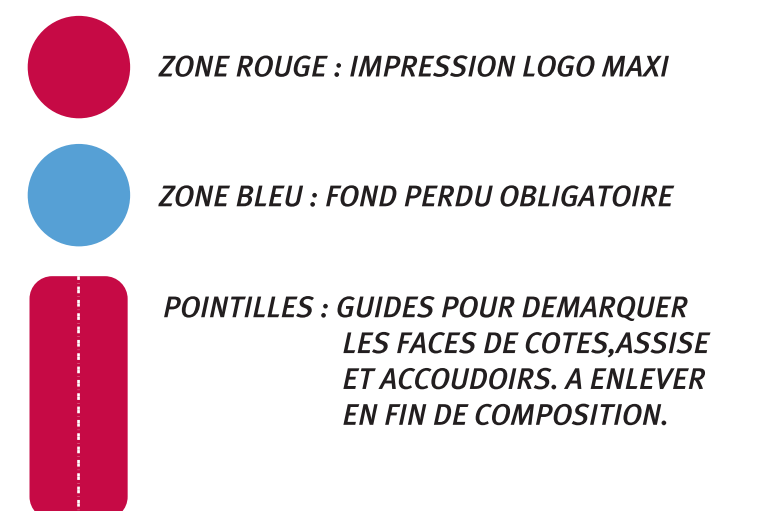 ZONE ROUGE : IMPRESSION LOGO MAXI
ZONE BLEU : FOND PERDU OBLIGATOIRE
POINTILLES : GUIDES POUR DEMARQUER
LES FACES DE COTES,ASSISE
ET ACCOUDOIRS. A ENLEVER
EN FIN DE COMPOSITION.